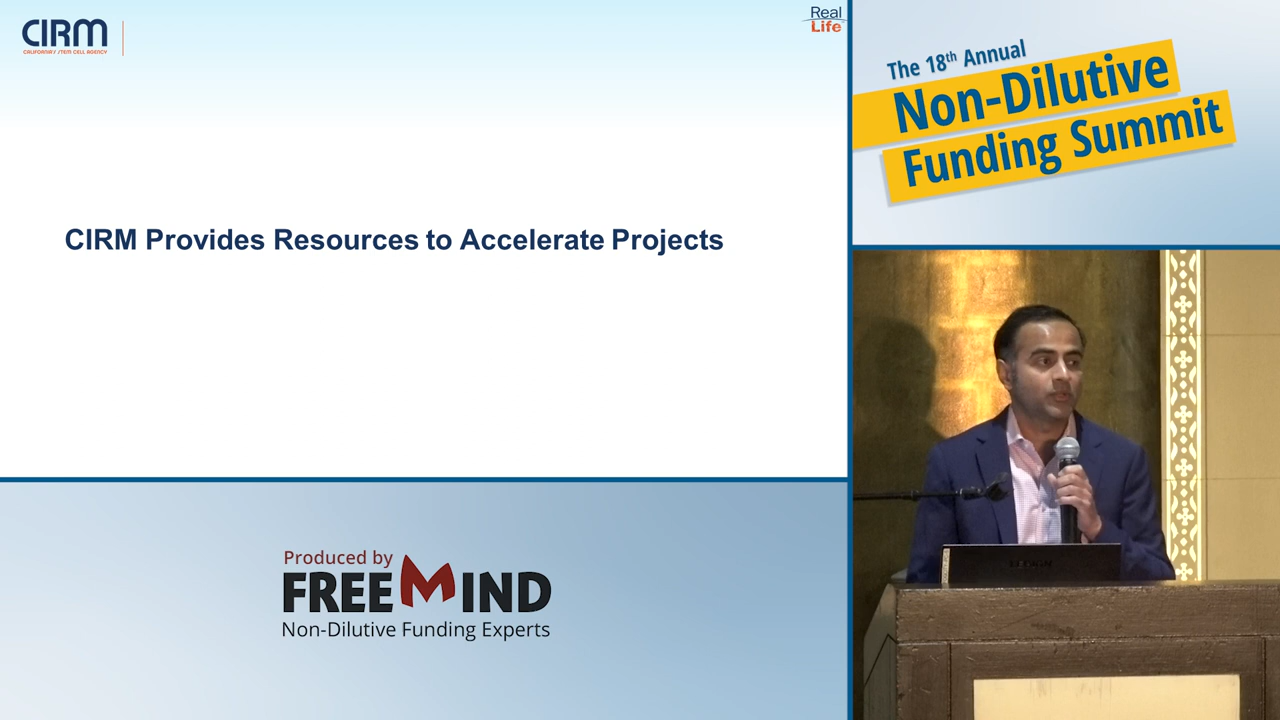 CIRM
CALIFORNIA'S STEM CELL AGENCY
Real
Life
The 18th Annual
Non-Dilutive
Funding Summit
CIRM Provides Resources to Accelerate Projects
Produced by
FREEMIND
Non-Dilutive Funding Experts